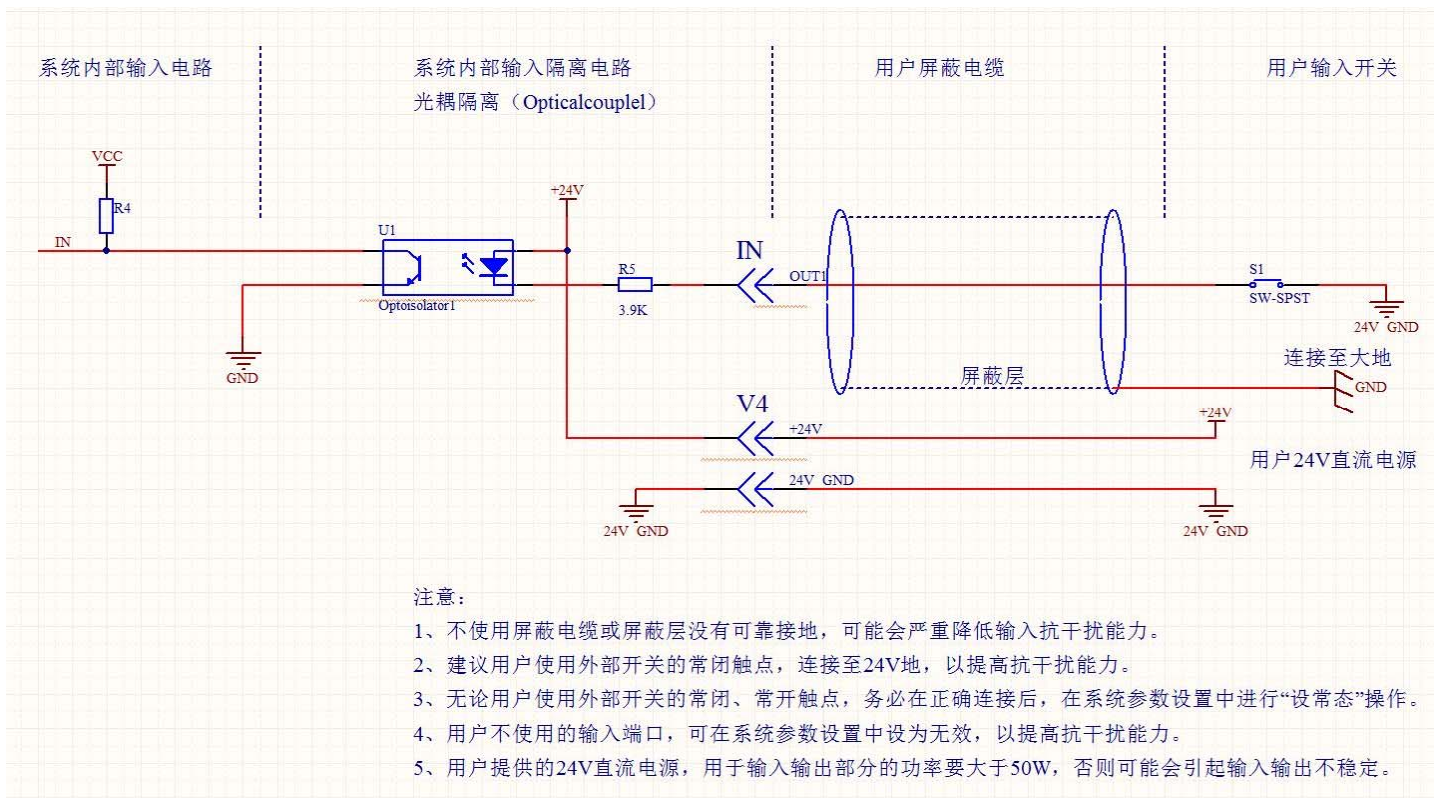 系统内部输入电路
系统内部输入隔离电路
用户屏蔽电缆
用户输入开关
光耦隔离（Opticalcouplel）
VCC
R4
IN
+24V
U1
Optoisolator1
GND
R5
3.9K
IN
OUT1
S1
SW-SPST
24V GND
连接至大地
GND
屏蔽层
V4
+24V
+24V
用户24V直流电源
24V GND
24V GND
24V GND
注意：
1、不使用屏蔽电缆或屏蔽层没有可靠接地，可能会严重降低输入抗干扰能力。
2、建议用户使用外部开关的常闭触点，连接至24V地，以提高抗干扰能力。
3、无论用户使用外部开关的常闭、常开触点，务必在正确连接后，在系统参数设置中进行“设常态”操作。
4、用户不使用的输入端口，可在系统参数设置中设为无效，以提高抗干扰能力。
5、用户提供的24V直流电源，用于输入输出部分的功率要大于50W，否则可能会引起输入输出不稳定。